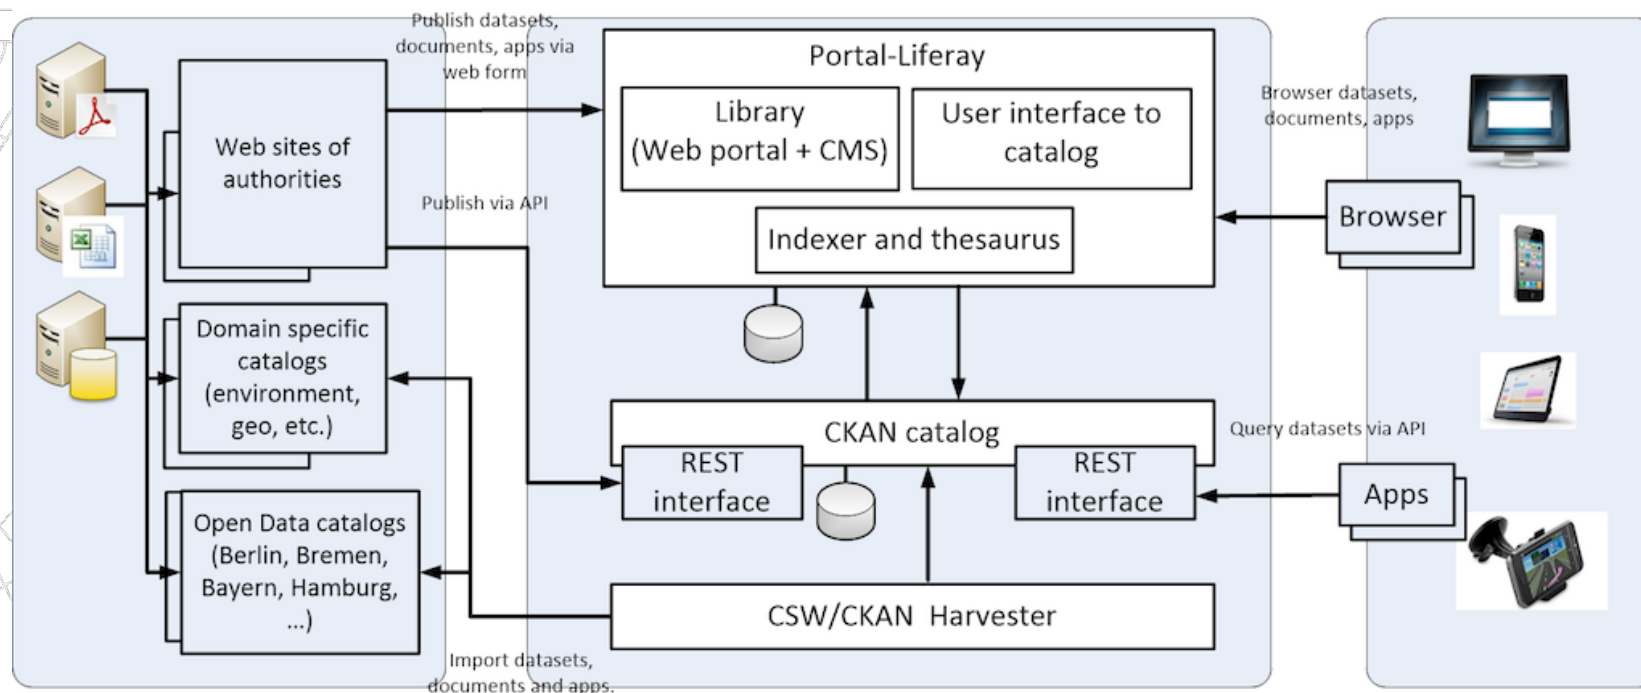 Publish datasets,
documents, apps via
web form
Web sites of
authorities
Publish via API
Domain specific
catalogs
(environment,
geo, etc.)
Open Data catalogs
(Berlin, Bremen,
Bayern, Hamburg,
...)
Import datasets,
documents and apps.
Portal-Liferay
Library
(Web portal + CMS)
User interface to
catalog
Indexer and thesaurus
CKAN catalog
REST
interface
REST
interface
CSW/CKAN Harvester
Browser datasets,
documents, apps
Browser
Query datasets via API
Apps